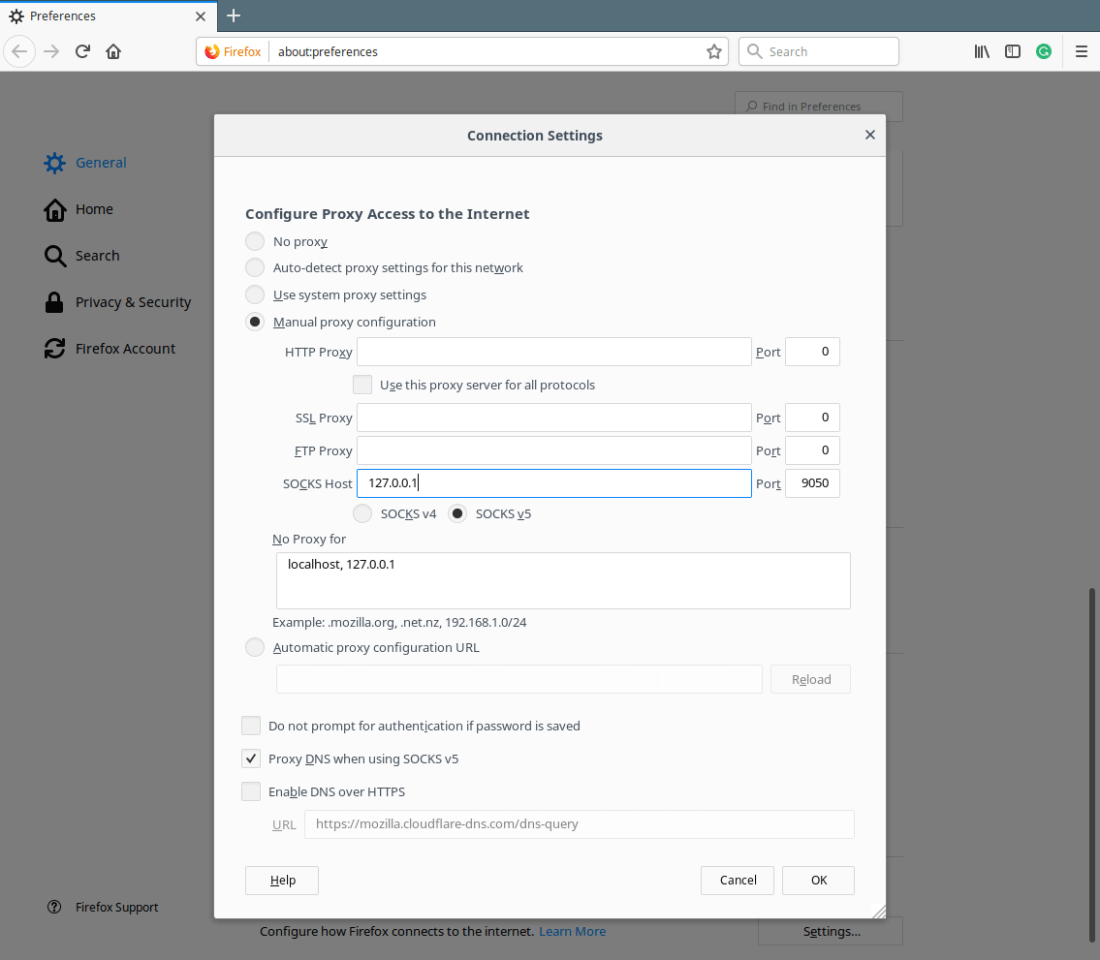 Preferences
Firefox about:preferences Search
Find in Preferences
Connection Settings
General
Home
Search
Privacy & Security
Firefox Account
Configure Proxy Access to the Internet
No proxy
Auto-detect proxy settings for this network
Use system proxy settings
Manual proxy configuration
HTTP Proxy Port 0
Use this proxy server for all protocols
SSL Proxy Port 0
FTP Proxy Port 0
SOCKS Host 127.0.0.1 Port 9050
SOCKS v4 SOCKS v5
No Proxy for
localhost, 127.0.0.1
Example: .mozilla.org, .net.nz, 192.168.1.0/24
Automatic proxy configuration URL
Reload
Do not prompt for authentication if password is saved
Proxy DNS when using SOCKS v5
Enable DNS over HTTPS
URL https://mozilla.cloudflare-dns.com/dns-query
Help Cancel OK
Firefox Support
Configure how Firefox connects to the internet. Learn More Settings...